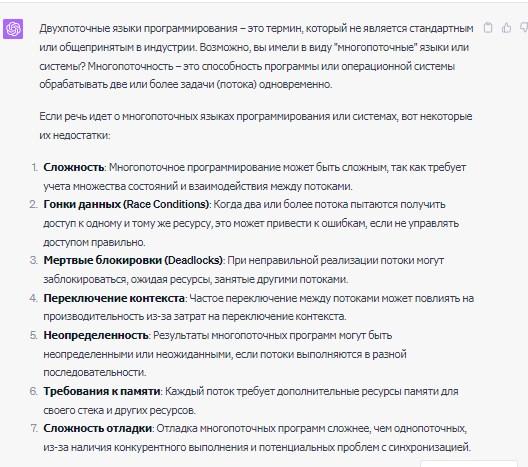 Двухпоточные языки программирования – это термин, который не является стандартным
или общепринятым в индустрии. Возможно, вы имели в виду "многопоточные" языки или
системы? Многопоточность – это способность программы или операционной системы
обрабатывать две или более задачи (потока) одновременно.
Если речь идет о многопоточных языках программирования или системах, вот некоторые
их недостатки:
1. Сложность: Многопоточное программирование может быть сложным, так как требует
учета множества состояний и взаимодействия между потоками.
2. Гонки данных (Race Conditions): Когда два или более потока пытаются получить
доступ к одному и тому же ресурсу, это может привести к ошибкам, если не управлять
доступом правильно.
3. Мертвые блокировки (Deadlocks): При неправильной реализации потоки могут
заблокироваться, ожидая ресурсы, занятые другими потоками.
4. Переключение контекста: Частое переключение между потоками может повлиять на
производительность из-за затрат на переключение контекста.
5. Неопределенность: Результаты многопоточных программ могут быть
неопределенными или неожиданными, если потоки выполняются в разной
последовательности.
6. Требования к памяти: Каждый поток требует дополнительные ресурсы памяти для
своего стека и других ресурсов.
7. Сложность отладки: Отладка многопоточных программ сложнее, чем однопоточных,
из-за наличия конкурентного выполнения и потенциальных проблем с синхронизацией.